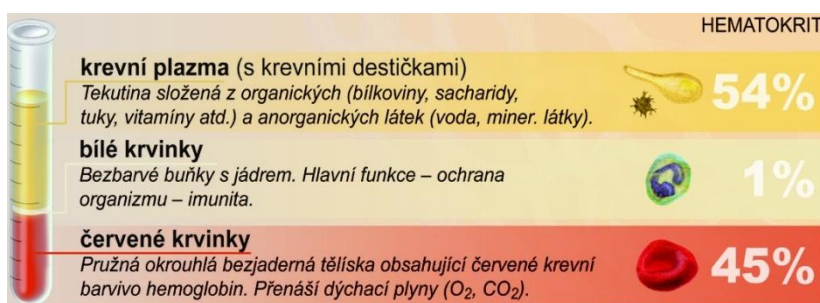 HEMATOKRIT
krevní plazma (s krevními destičkami)
Tekutina složená z organických (bílkoviny, sacharidy,
tuky, vitamíny atd.) a anorganických látek (voda, miner. látky).
54%
bílé krvinky
Bezbarvé buňky s jádrem. Hlavní funkce – ochrana
organizmu – imunita.
1%
červené krvinky
Pružná okrouhlá bezjaderná tělíska obsahující červené krevní
barvivo hemoglobin. Přenáší dýchací plyny (O₂, CO₂).
45%